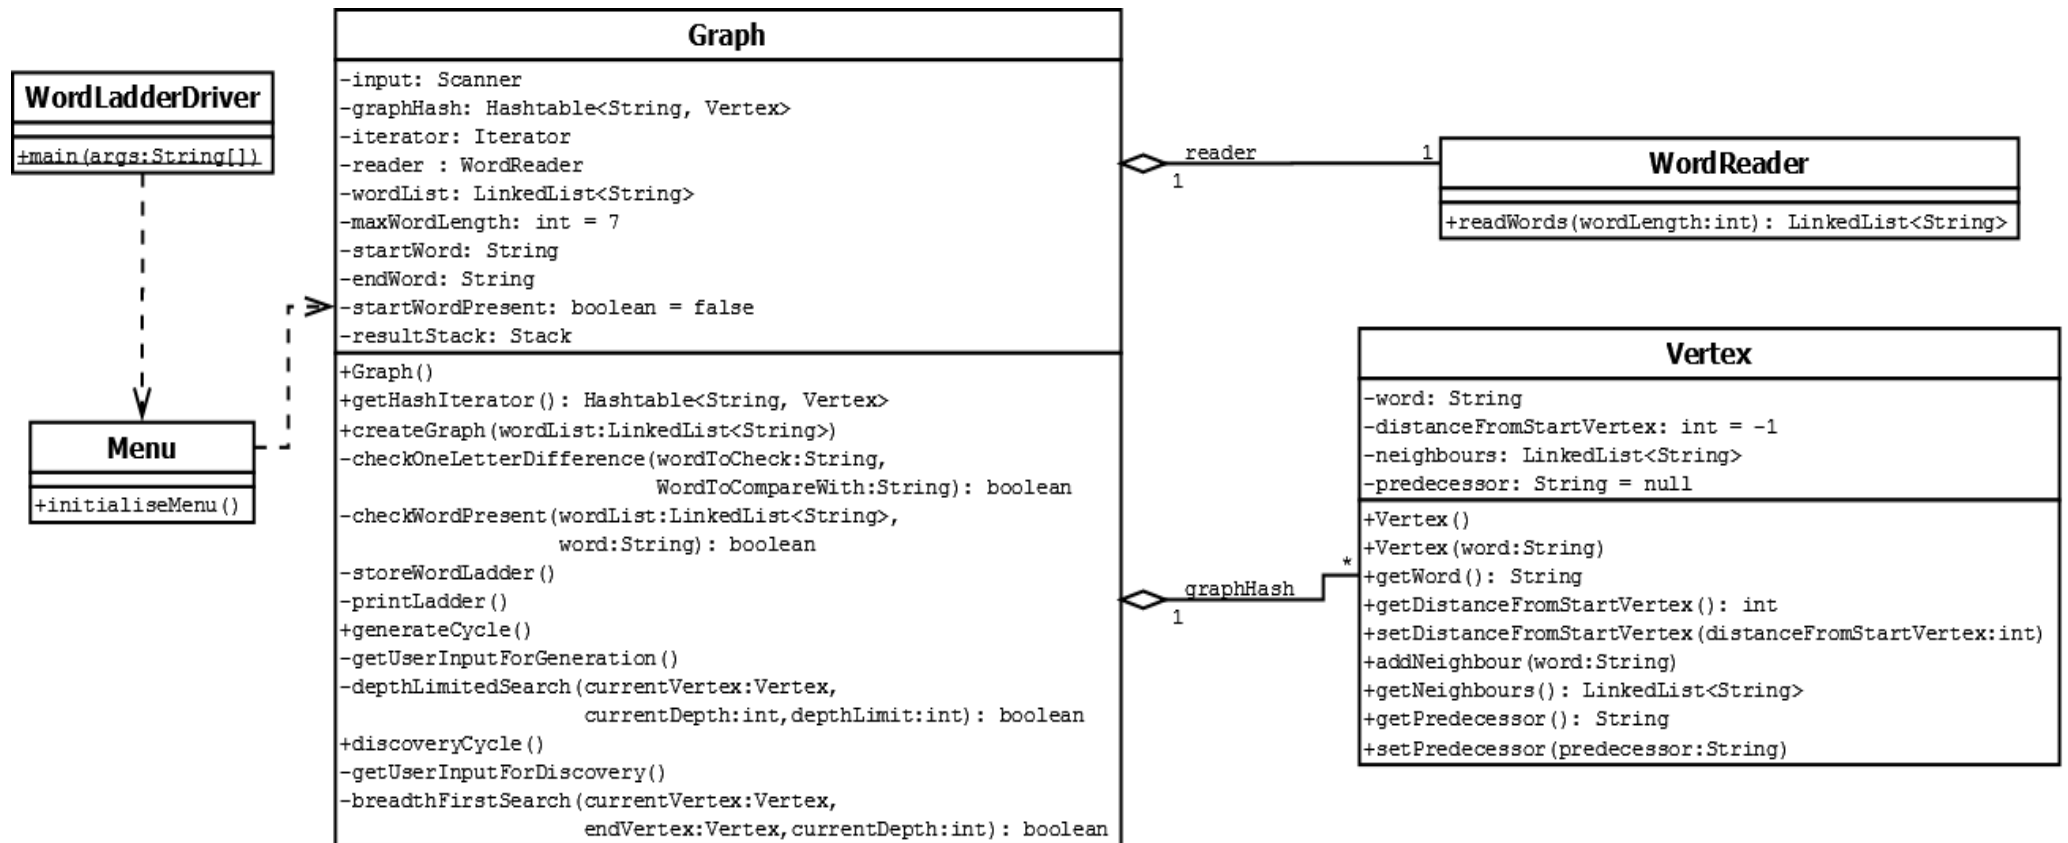 WordLadderDriver
+main(args:String[])
Menu
+initialiseMenu()
Graph
-input: Scanner
-graphHash: Hashtable<String, Vertex>
-iterator: Iterator
-reader : WordReader
-wordList: LinkedList<String>
-maxWordLength: int = 7
-startWord: String
-endWord: String
-startWordPresent: boolean = false
-resultStack: Stack
+Graph()
+getHashIterator(): Hashtable<String, Vertex>
+createGraph(wordList:LinkedList<String>)
-checkOneLetterDifference(wordToCheck:String,
WordToCompareWith:String): boolean
-checkWordPresent(wordList:LinkedList<String>,
word:String): boolean
-storeWordLadder()
-printLadder()
+generateCycle()
-getUserInputForGeneration()
-depthLimitedSearch(currentVertex:Vertex,
currentDepth:int,depthLimit:int): boolean
+discoveryCycle()
-getUserInputForDiscovery()
-breadthFirstSearch(currentVertex:Vertex,
endVertex:Vertex,currentDepth:int): boolean
reader
1
1
WordReader
+readWords(wordLength:int): LinkedList<String>
graphHash
1
*
Vertex
-word: String
-distanceFromStartVertex: int = -1
-neighbours: LinkedList<String>
-predecessor: String = null
+Vertex()
+Vertex(word:String)
+getWord(): String
+getDistanceFromStartVertex(): int
+setDistanceFromStartVertex(distanceFromStartVertex:int)
+addNeighbour(word:String)
+getNeighbours(): LinkedList<String>
+getPredecessor(): String
+setPredecessor(predecessor:String)